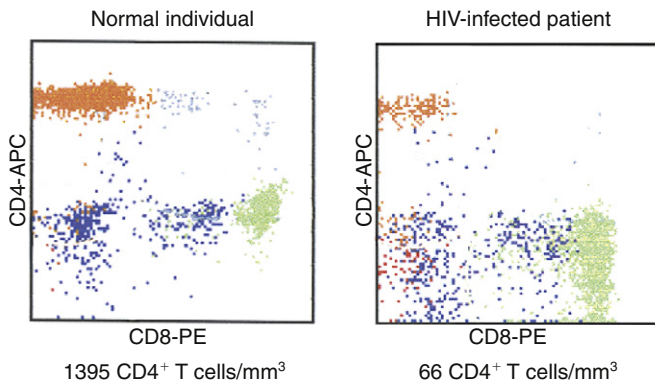 Normal individual
CD4-APC
CD8-PE
1395 CD4⁺ T cells/mm³
HIV-infected patient
CD4-APC
CD8-PE
66 CD4⁺ T cells/mm³